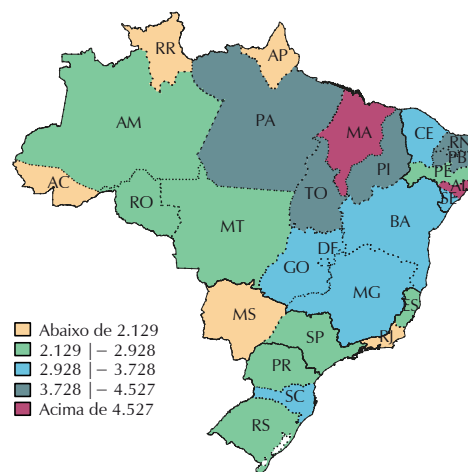 RR
AP
AM
PA
MA
CE
RN
PB
PI
PE
AL
SE
AC
TO
RO
BA
MT
DF
GO
MG
MS
ES
SP
RJ
PR
SC
RS
Abaixo de 2.129
2.129 |– 2.928
2.928 |– 3.728
3.728 |– 4.527
Acima de 4.527